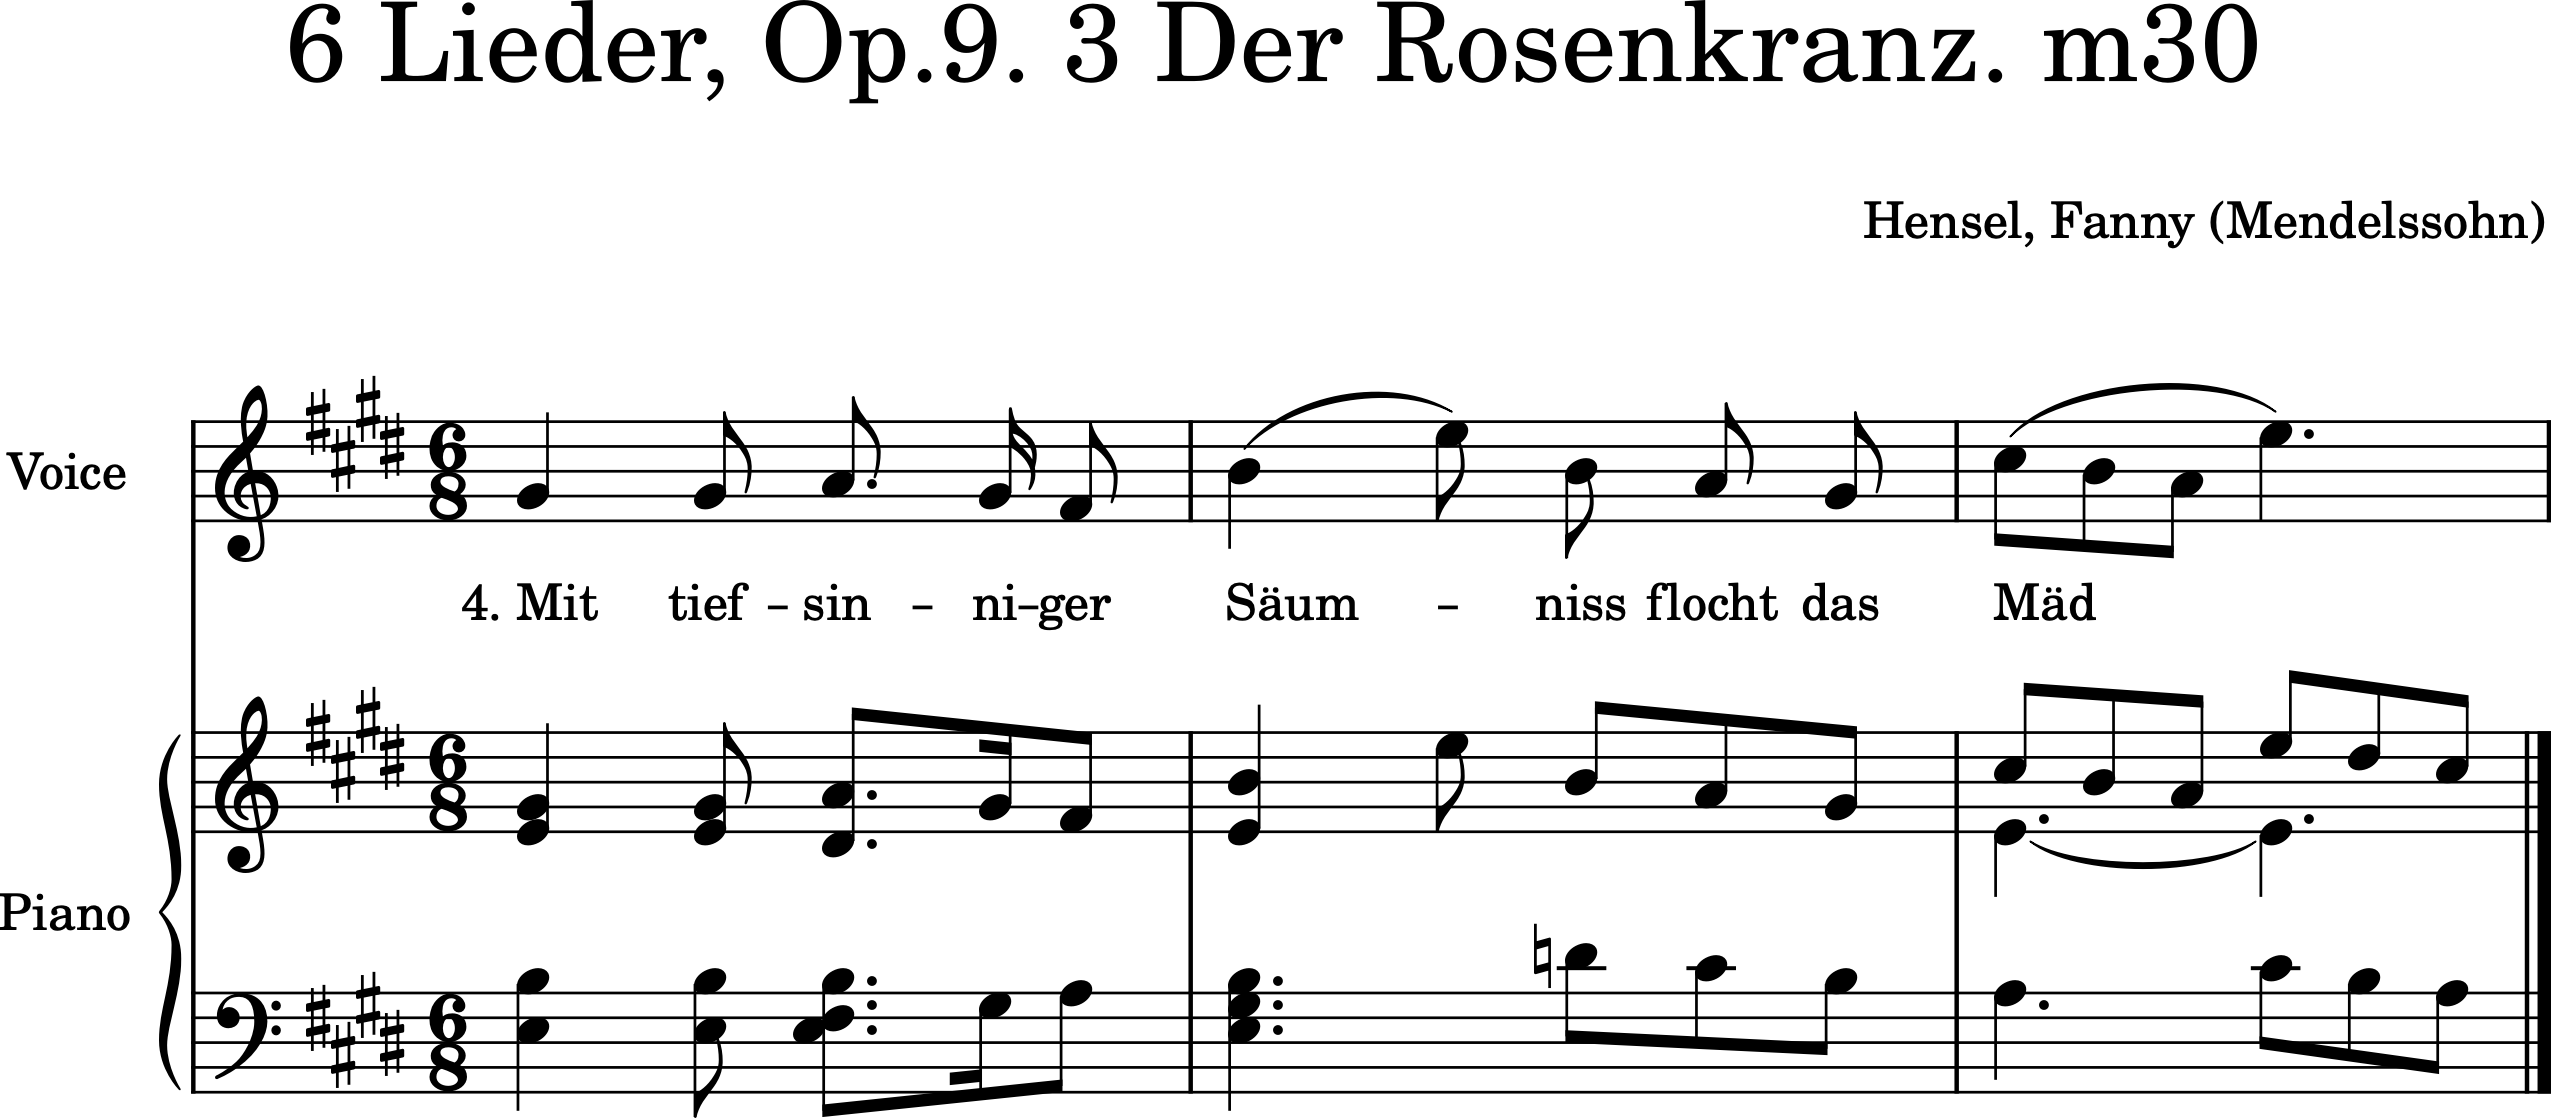 6 Lieder, Op.9. 3 Der Rosenkranz. m30
Hensel, Fanny (Mendelssohn)
Voice
4. Mit tief – sin – ni–ger Säum – niss flocht das Mäd
Piano